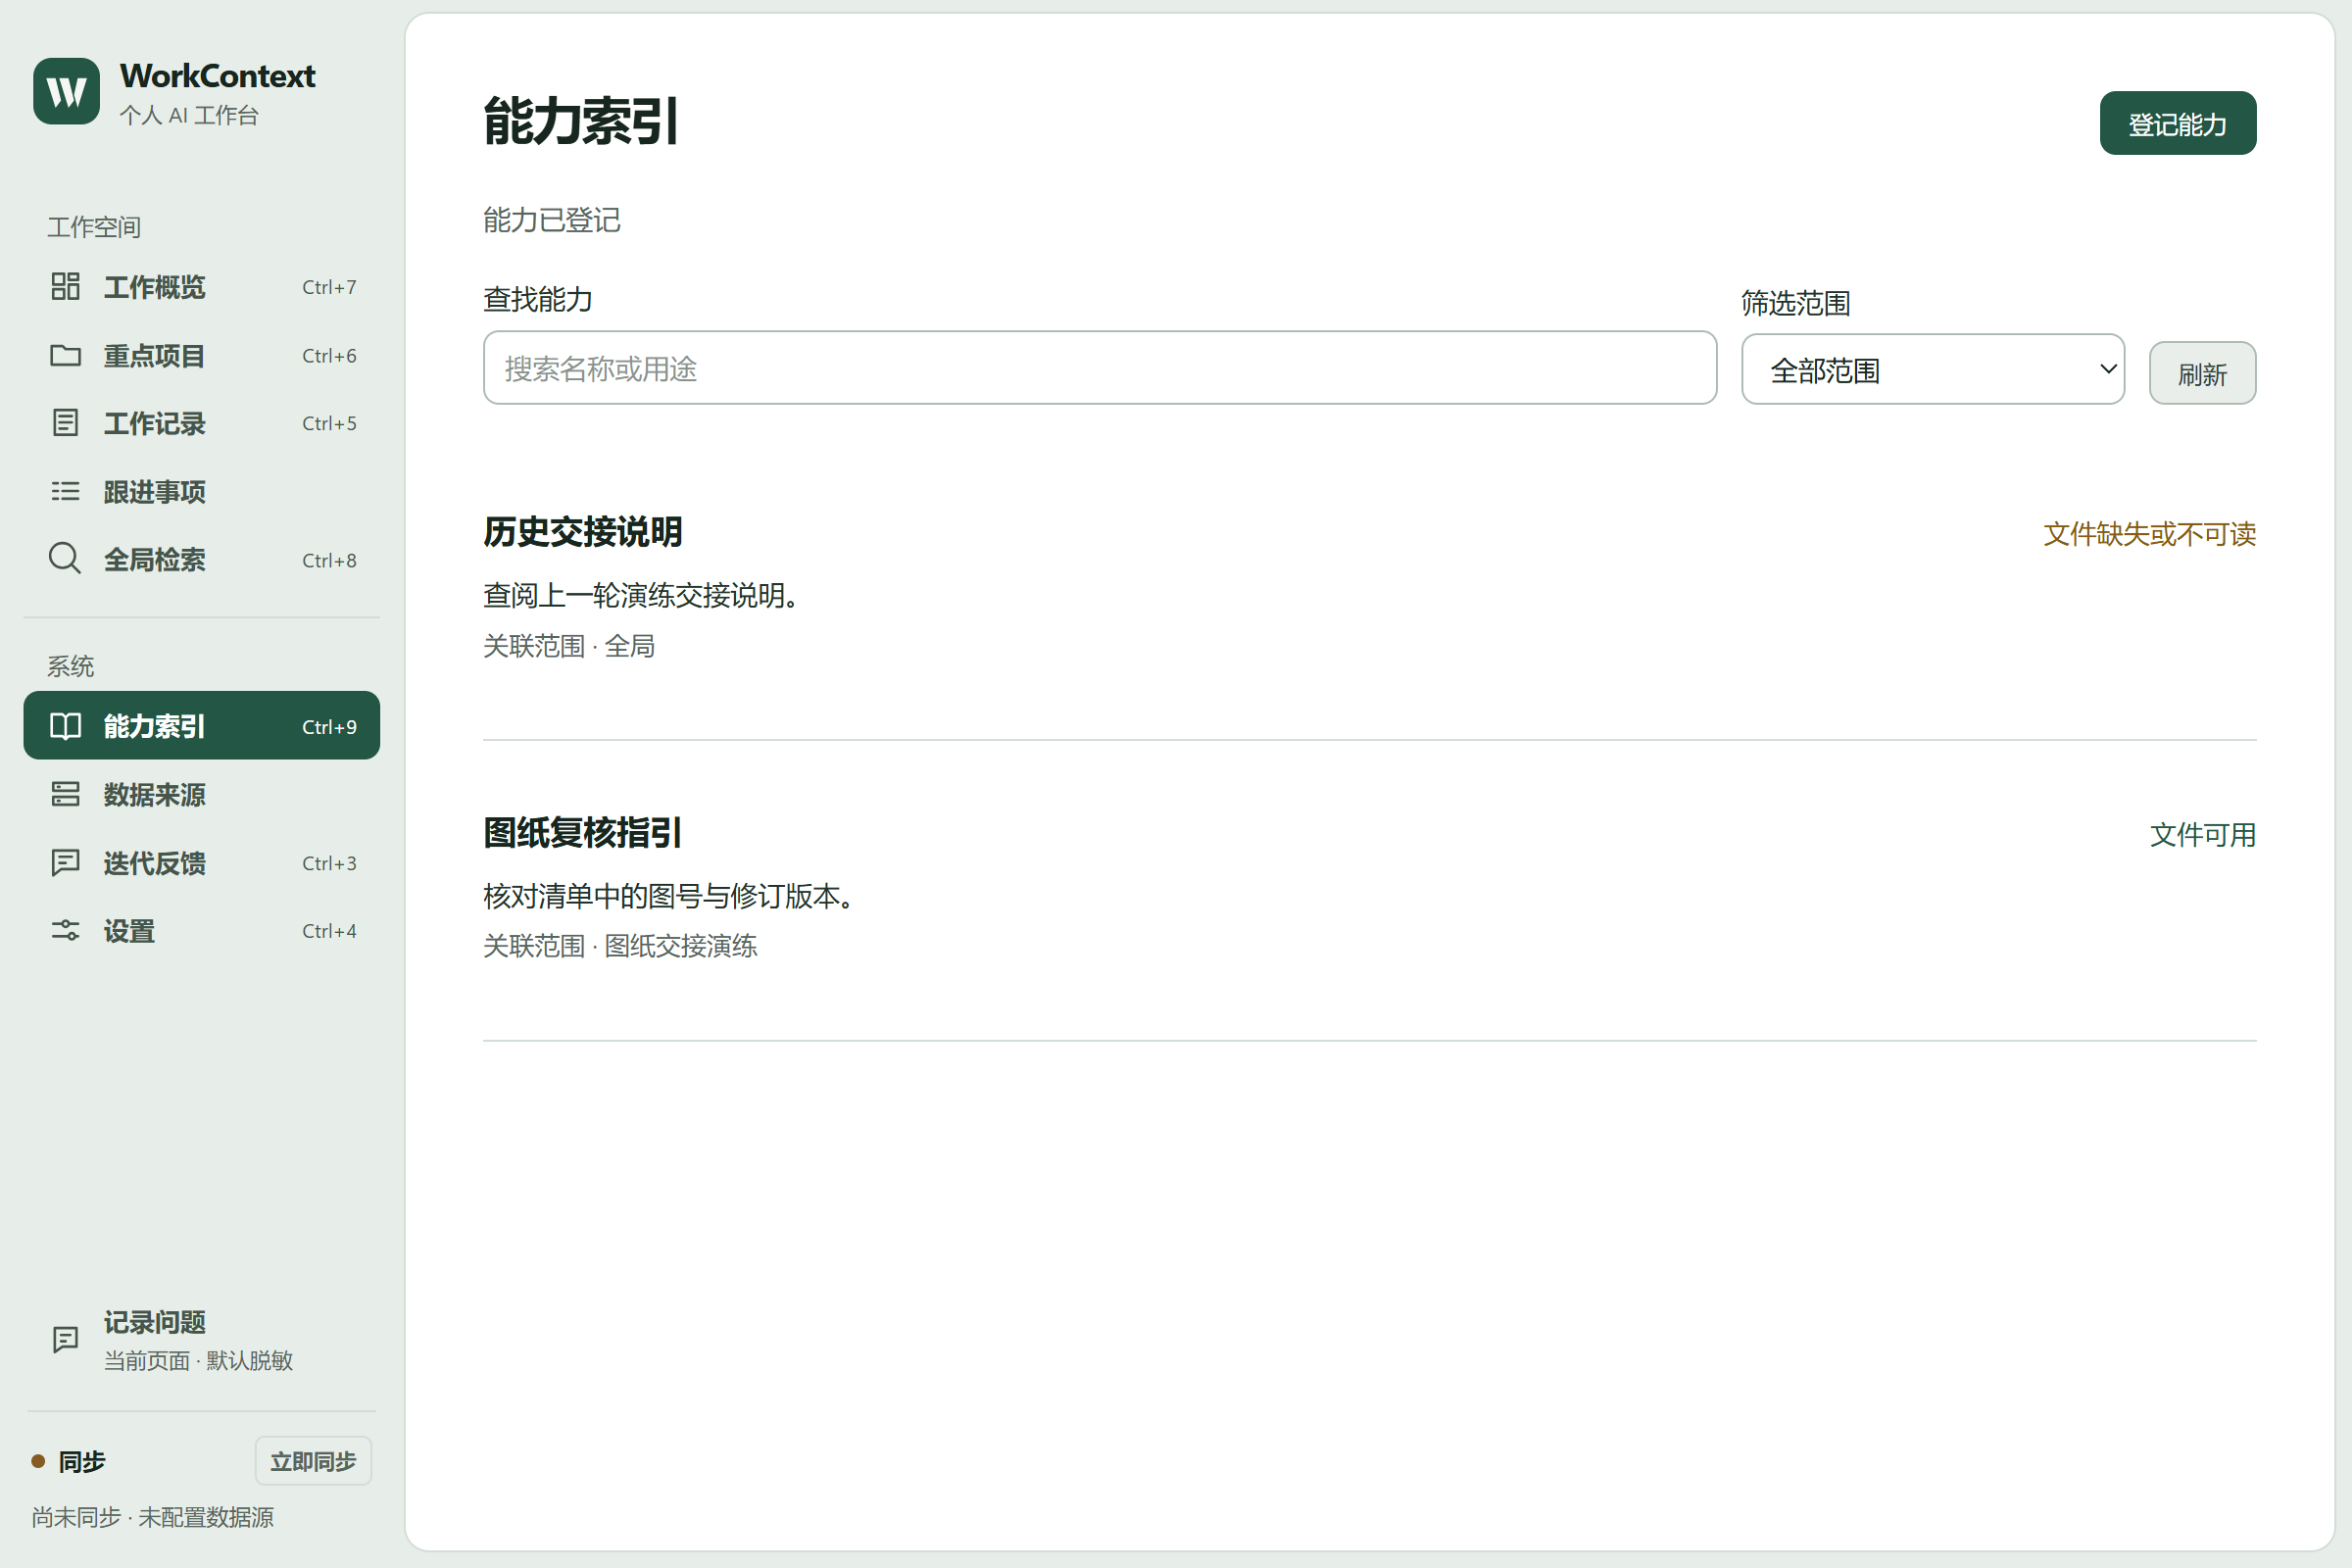 WorkContext
个人 AI 工作台
工作空间
工作概览 Ctrl+7
重点项目 Ctrl+6
工作记录 Ctrl+5
跟进事项
全局检索 Ctrl+8
系统
能力索引 Ctrl+9
数据来源
迭代反馈 Ctrl+3
设置 Ctrl+4
记录问题
当前页面 · 默认脱敏
同步 立即同步
尚未同步 · 未配置数据源
能力索引 登记能力
能力已登记
查找能力 筛选范围
搜索名称或用途 全部范围 刷新
历史交接说明 文件缺失或不可读
查阅上一轮演练交接说明。
关联范围 · 全局
图纸复核指引 文件可用
核对清单中的图号与修订版本。
关联范围 · 图纸交接演练